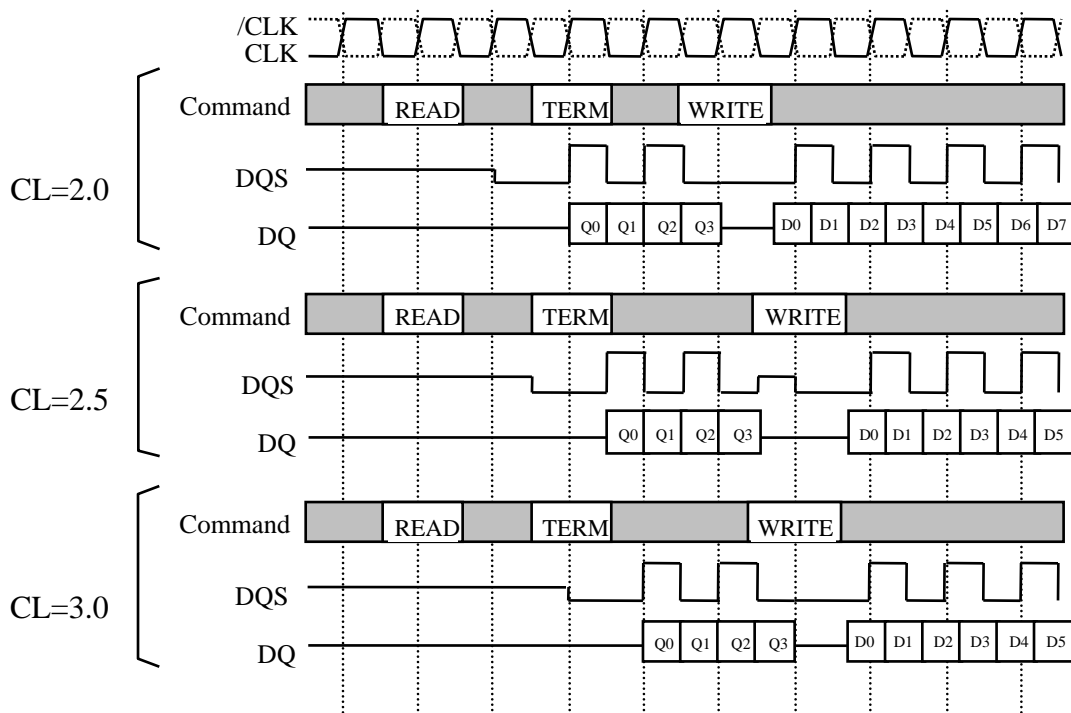 /CLK
CLK
CL=2.0
Command READ TERM WRITE
DQS
DQ Q0 Q1 Q2 Q3 D0 D1 D2 D3 D4 D5 D6 D7
CL=2.5
Command READ TERM WRITE
DQS
DQ Q0 Q1 Q2 Q3 D0 D1 D2 D3 D4 D5
CL=3.0
Command READ TERM WRITE
DQS
DQ Q0 Q1 Q2 Q3 D0 D1 D2 D3 D4 D5